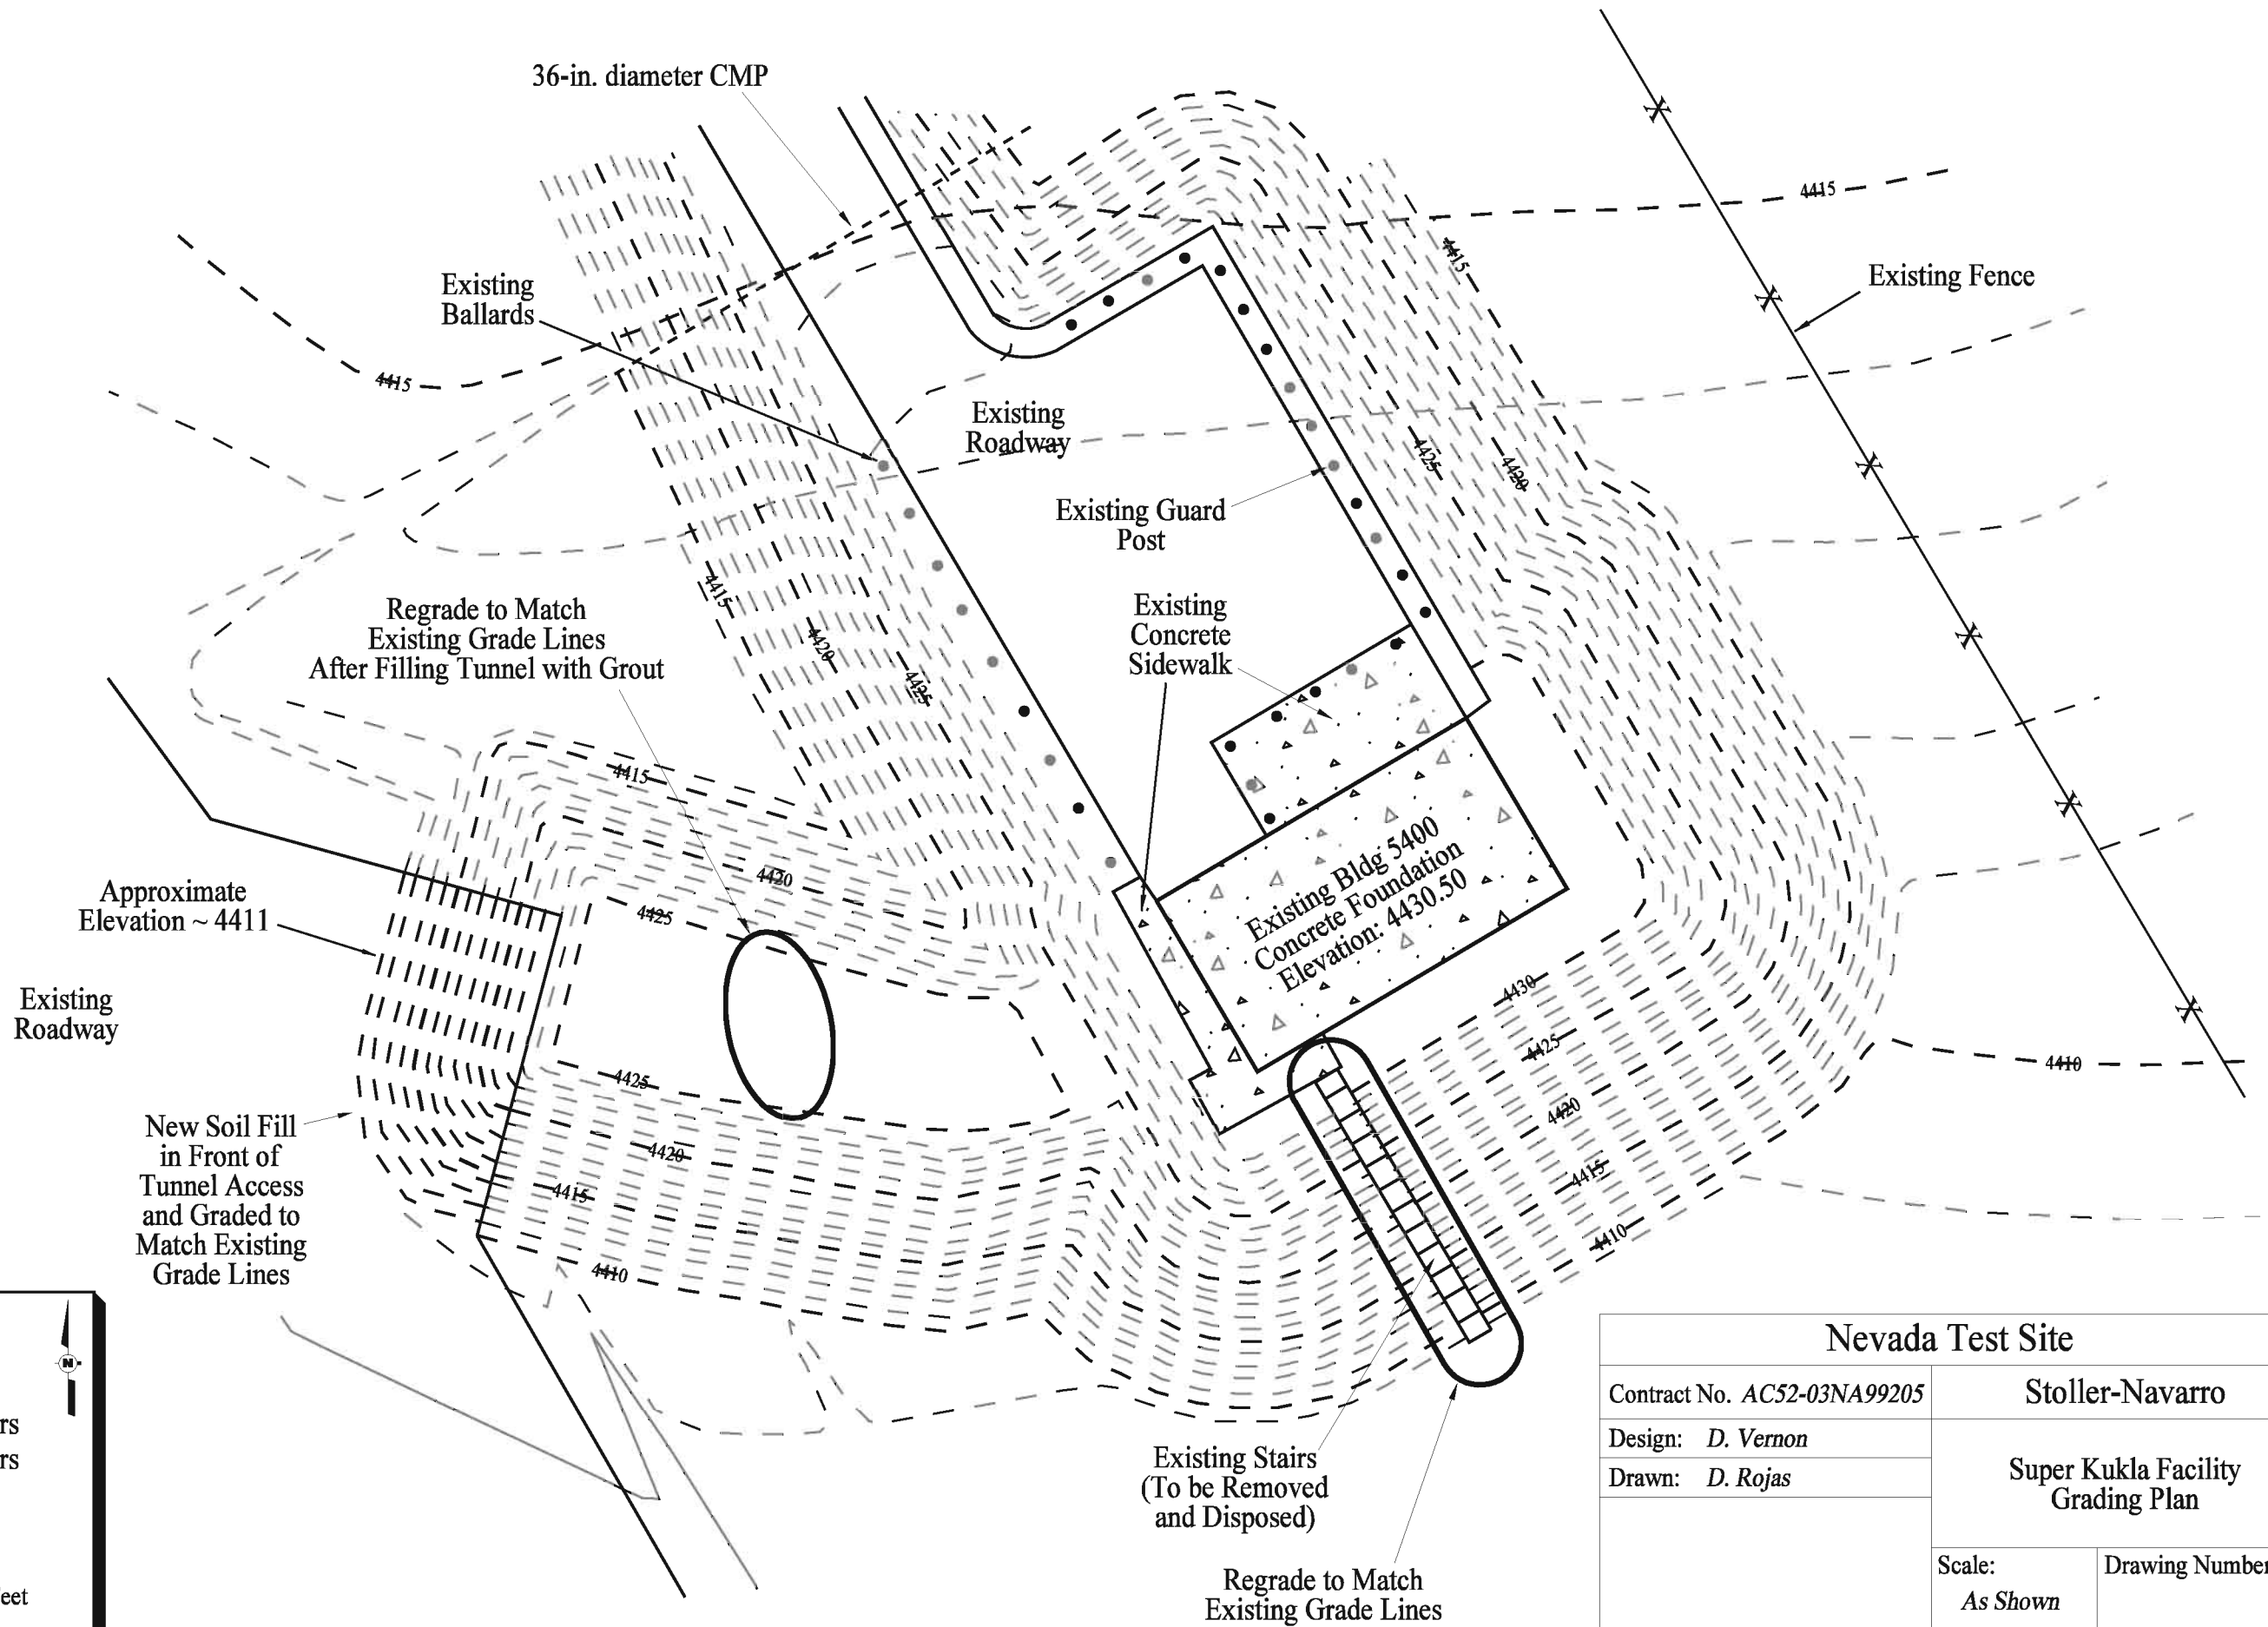 36-in. diameter CMP
4415
4415
Existing Fence
Existing
Ballards
4415
Existing
Roadway
4425
4420
Existing Guard
Post
4415
4420
4425
Regrade to Match
Existing Grade Lines
After Filling Tunnel with Grout
Existing
Concrete
Sidewalk
4415
4420
4425
Approximate
Elevation ~ 4411
Existing Bldg 5400
Concrete Foundation
Elevation: 4430.50
Existing
Roadway
4430
4425
4420
4415
4410
4410
4425
4420
4415
4410
New Soil Fill
in Front of
Tunnel Access
and Graded to
Match Existing
Grade Lines
N
rs
rs
eet
Existing Stairs
(To be Removed
and Disposed)
Regrade to Match
Existing Grade Lines
Nevada Test Site
Contract No. AC52-03NA99205
Stoller-Navarro
Design: D. Vernon
Drawn: D. Rojas
Super Kukla Facility
Grading Plan
Scale:
As Shown
Drawing Number